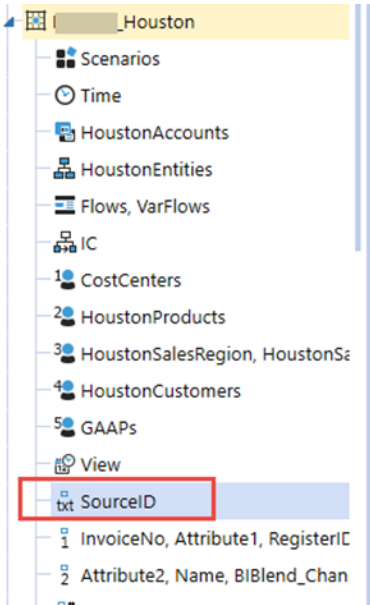 _Houston
Scenarios
Time
HoustonAccounts
HoustonEntities
Flows, VarFlows
IC
1 CostCenters
2 HoustonProducts
3 HoustonSalesRegion, HoustonSa
4 HoustonCustomers
5 GAAPs
View
txt SourceID
1 InvoiceNo, Attribute1, RegisterID
2 Attribute2, Name, BIBlend_Chan